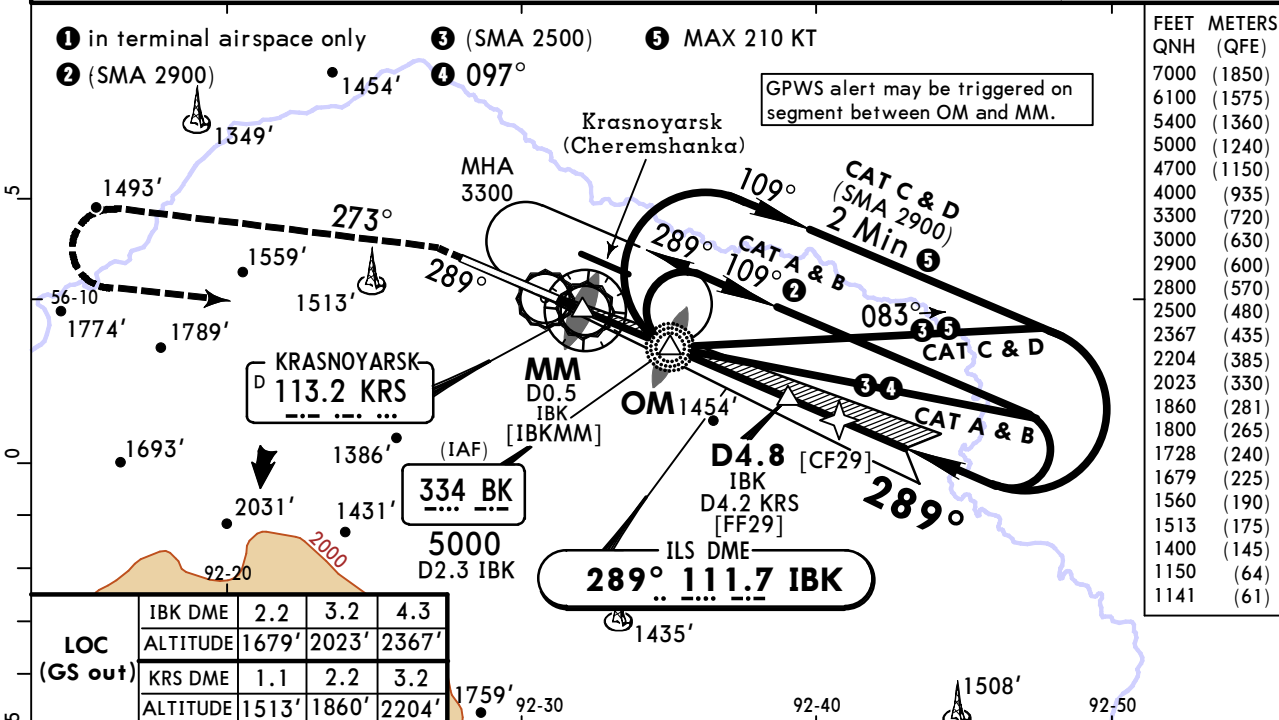 ❶ in terminal airspace only
❷ (SMA 2900)
❸ (SMA 2500)
❹ 097°
❺ MAX 210 KT
GPWS alert may be triggered on
segment between OM and MM.
1454'
1349'
Krasnoyarsk
(Cheremshanka)
MHA
3300
5
1493'
273°
289°
1559'
1513'
56-10
1774'
1789'
109°
CAT C & D
(SMA 2900)
2 Min ❺
289°
CAT A & B
109°
❷
083°
❸ ❺
CAT C & D
❸ ❹
CAT A & B
KRASNOYARSK
D 113.2 KRS
MM
D0.5
IBK
[IBKMM]
OM
1454'
D4.8
IBK
D4.2 KRS
[FF29]
[CF29]
289°
0
1693'
1386'
(IAF)
334 BK
5000
D2.3 IBK
2031'
1431'
2000
92-20
ILS DME
289° 111.7 IBK
1435'
LOC
(GS out)
IBK DME 2.2 3.2 4.3
ALTITUDE 1679' 2023' 2367'
KRS DME 1.1 2.2 3.2
ALTITUDE 1513' 1860' 2204'
1759'
92-30
92-40
1508'
92-50
5
FEET METERS
QNH (QFE)
7000 (1850)
6100 (1575)
5400 (1360)
5000 (1240)
4700 (1150)
4000 (935)
3300 (720)
3000 (630)
2900 (600)
2800 (570)
2500 (480)
2367 (435)
2204 (385)
2023 (330)
1860 (281)
1800 (265)
1728 (240)
1679 (225)
1560 (190)
1513 (175)
1400 (145)
1150 (64)
1141 (61)